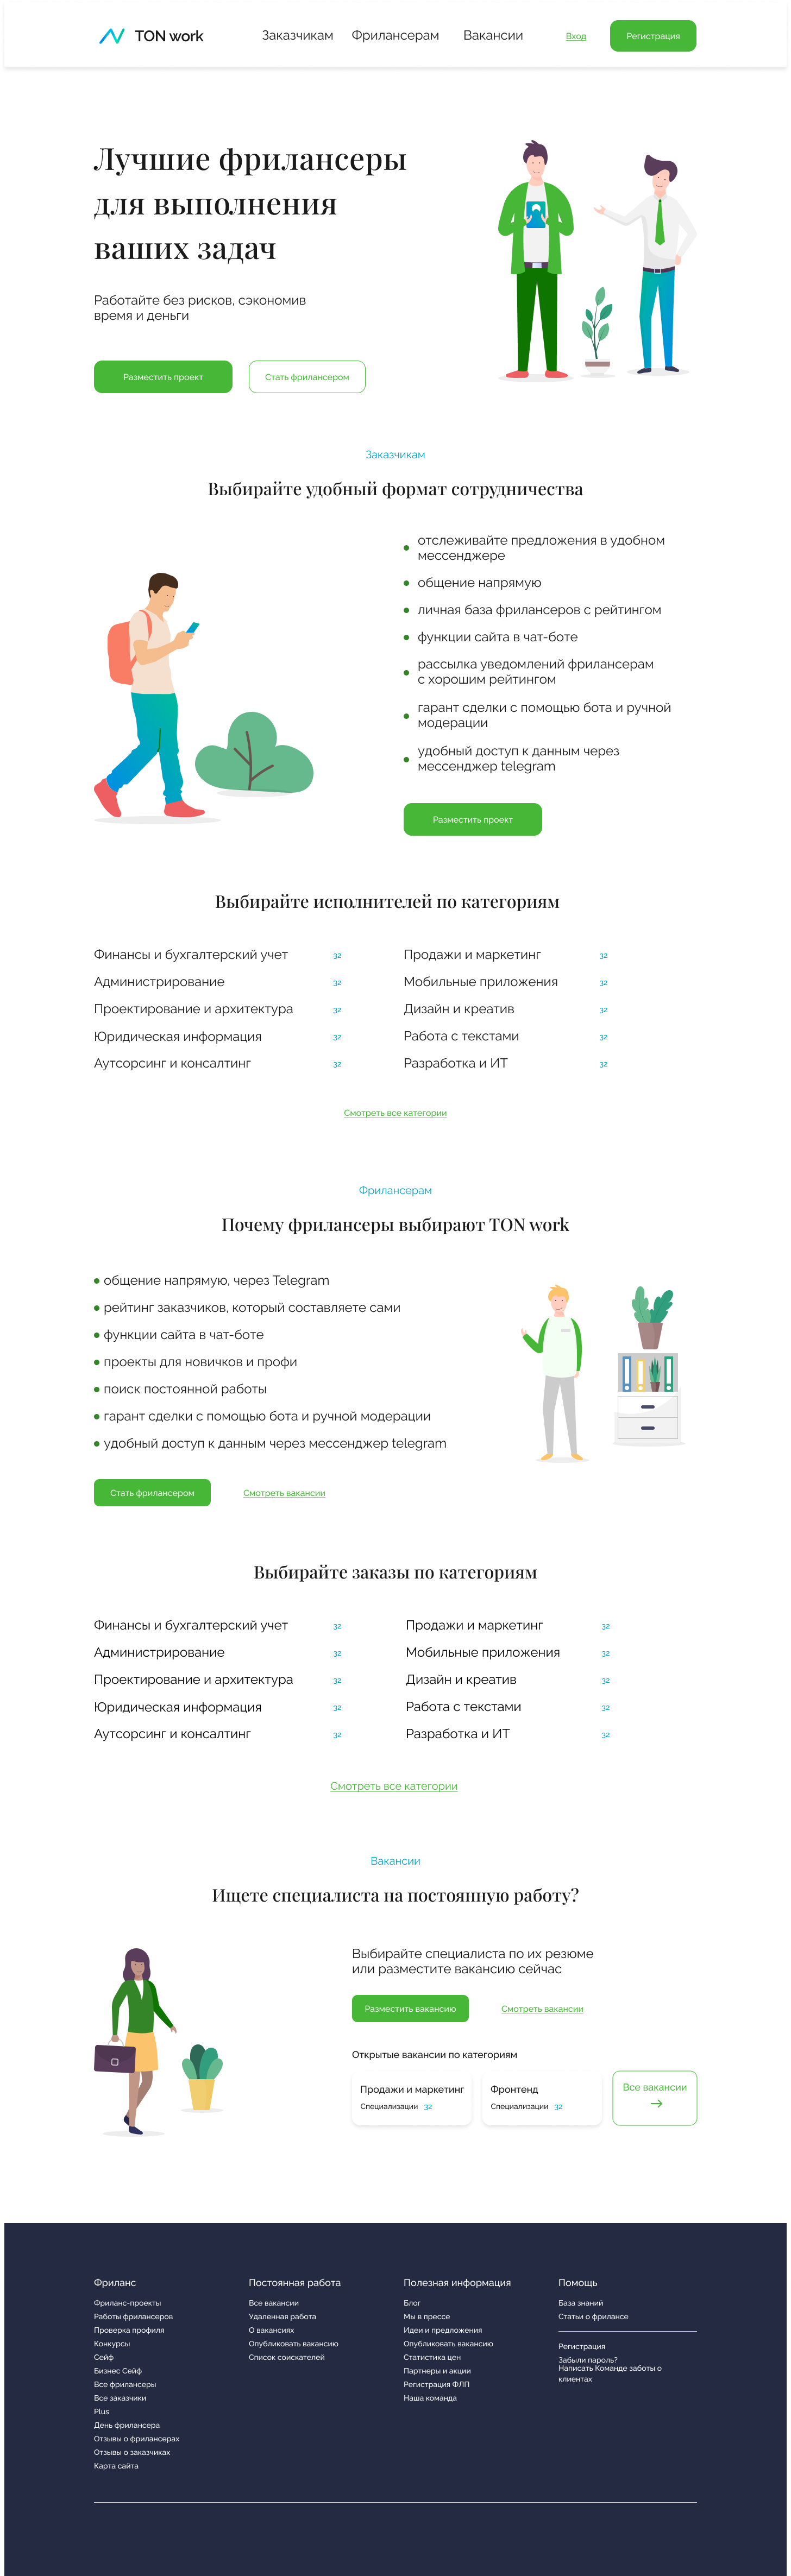 TON work
Заказчикам
Фрилансерам
Вакансии
Вход
Регистрация
Лучшие фрилансеры
для выполнения
ваших задач
Работайте без рисков, сэкономив
время и деньги
Разместить проект
Стать фрилансером
Заказчикам
Выбирайте удобный формат сотрудничества
отслеживайте предложения в удобном
мессенджере
общение напрямую
личная база фрилансеров с рейтингом
функции сайта в чат-боте
рассылка уведомлений фрилансерам
с хорошим рейтингом
гарант сделки с помощью бота и ручной
модерации
удобный доступ к данным через
мессенджер telegram
Разместить проект
Выбирайте исполнителей по категориям
Финансы и бухгалтерский учет 32
Администрирование 32
Проектирование и архитектура 32
Юридическая информация 32
Аутсорсинг и консалтинг 32
Продажи и маркетинг 32
Мобильные приложения 32
Дизайн и креатив 32
Работа с текстами 32
Разработка и ИТ 32
Смотреть все категории
Фрилансерам
Почему фрилансеры выбирают TON work
общение напрямую, через Telegram
рейтинг заказчиков, который составляете сами
функции сайта в чат-боте
проекты для новичков и профи
поиск постоянной работы
гарант сделки с помощью бота и ручной модерации
удобный доступ к данным через мессенджер telegram
Стать фрилансером
Смотреть вакансии
Выбирайте заказы по категориям
Финансы и бухгалтерский учет 32
Администрирование 32
Проектирование и архитектура 32
Юридическая информация 32
Аутсорсинг и консалтинг 32
Продажи и маркетинг 32
Мобильные приложения 32
Дизайн и креатив 32
Работа с текстами 32
Разработка и ИТ 32
Смотреть все категории
Вакансии
Ищете специалиста на постоянную работу?
Выбирайте специалиста по их резюме
или разместите вакансию сейчас
Разместить вакансию
Смотреть вакансии
Открытые вакансии по категориям
Продажи и маркетинг
Специализации 32
Фронтенд
Специализации 32
Все вакансии
Фриланс
Фриланс-проекты
Работы фрилансеров
Проверка профиля
Конкурсы
Сейф
Бизнес Сейф
Все фрилансеры
Все заказчики
Plus
День фрилансера
Отзывы о фрилансерах
Отзывы о заказчиках
Карта сайта
Постоянная работа
Все вакансии
Удаленная работа
О вакансиях
Опубликовать вакансию
Список соискателей
Полезная информация
Блог
Мы в прессе
Идеи и предложения
Опубликовать вакансию
Статистика цен
Партнеры и акции
Регистрация ФЛП
Наша команда
Помощь
База знаний
Статьи о фрилансе
Регистрация
Забыли пароль?
Написать Команде заботы о
клиентах